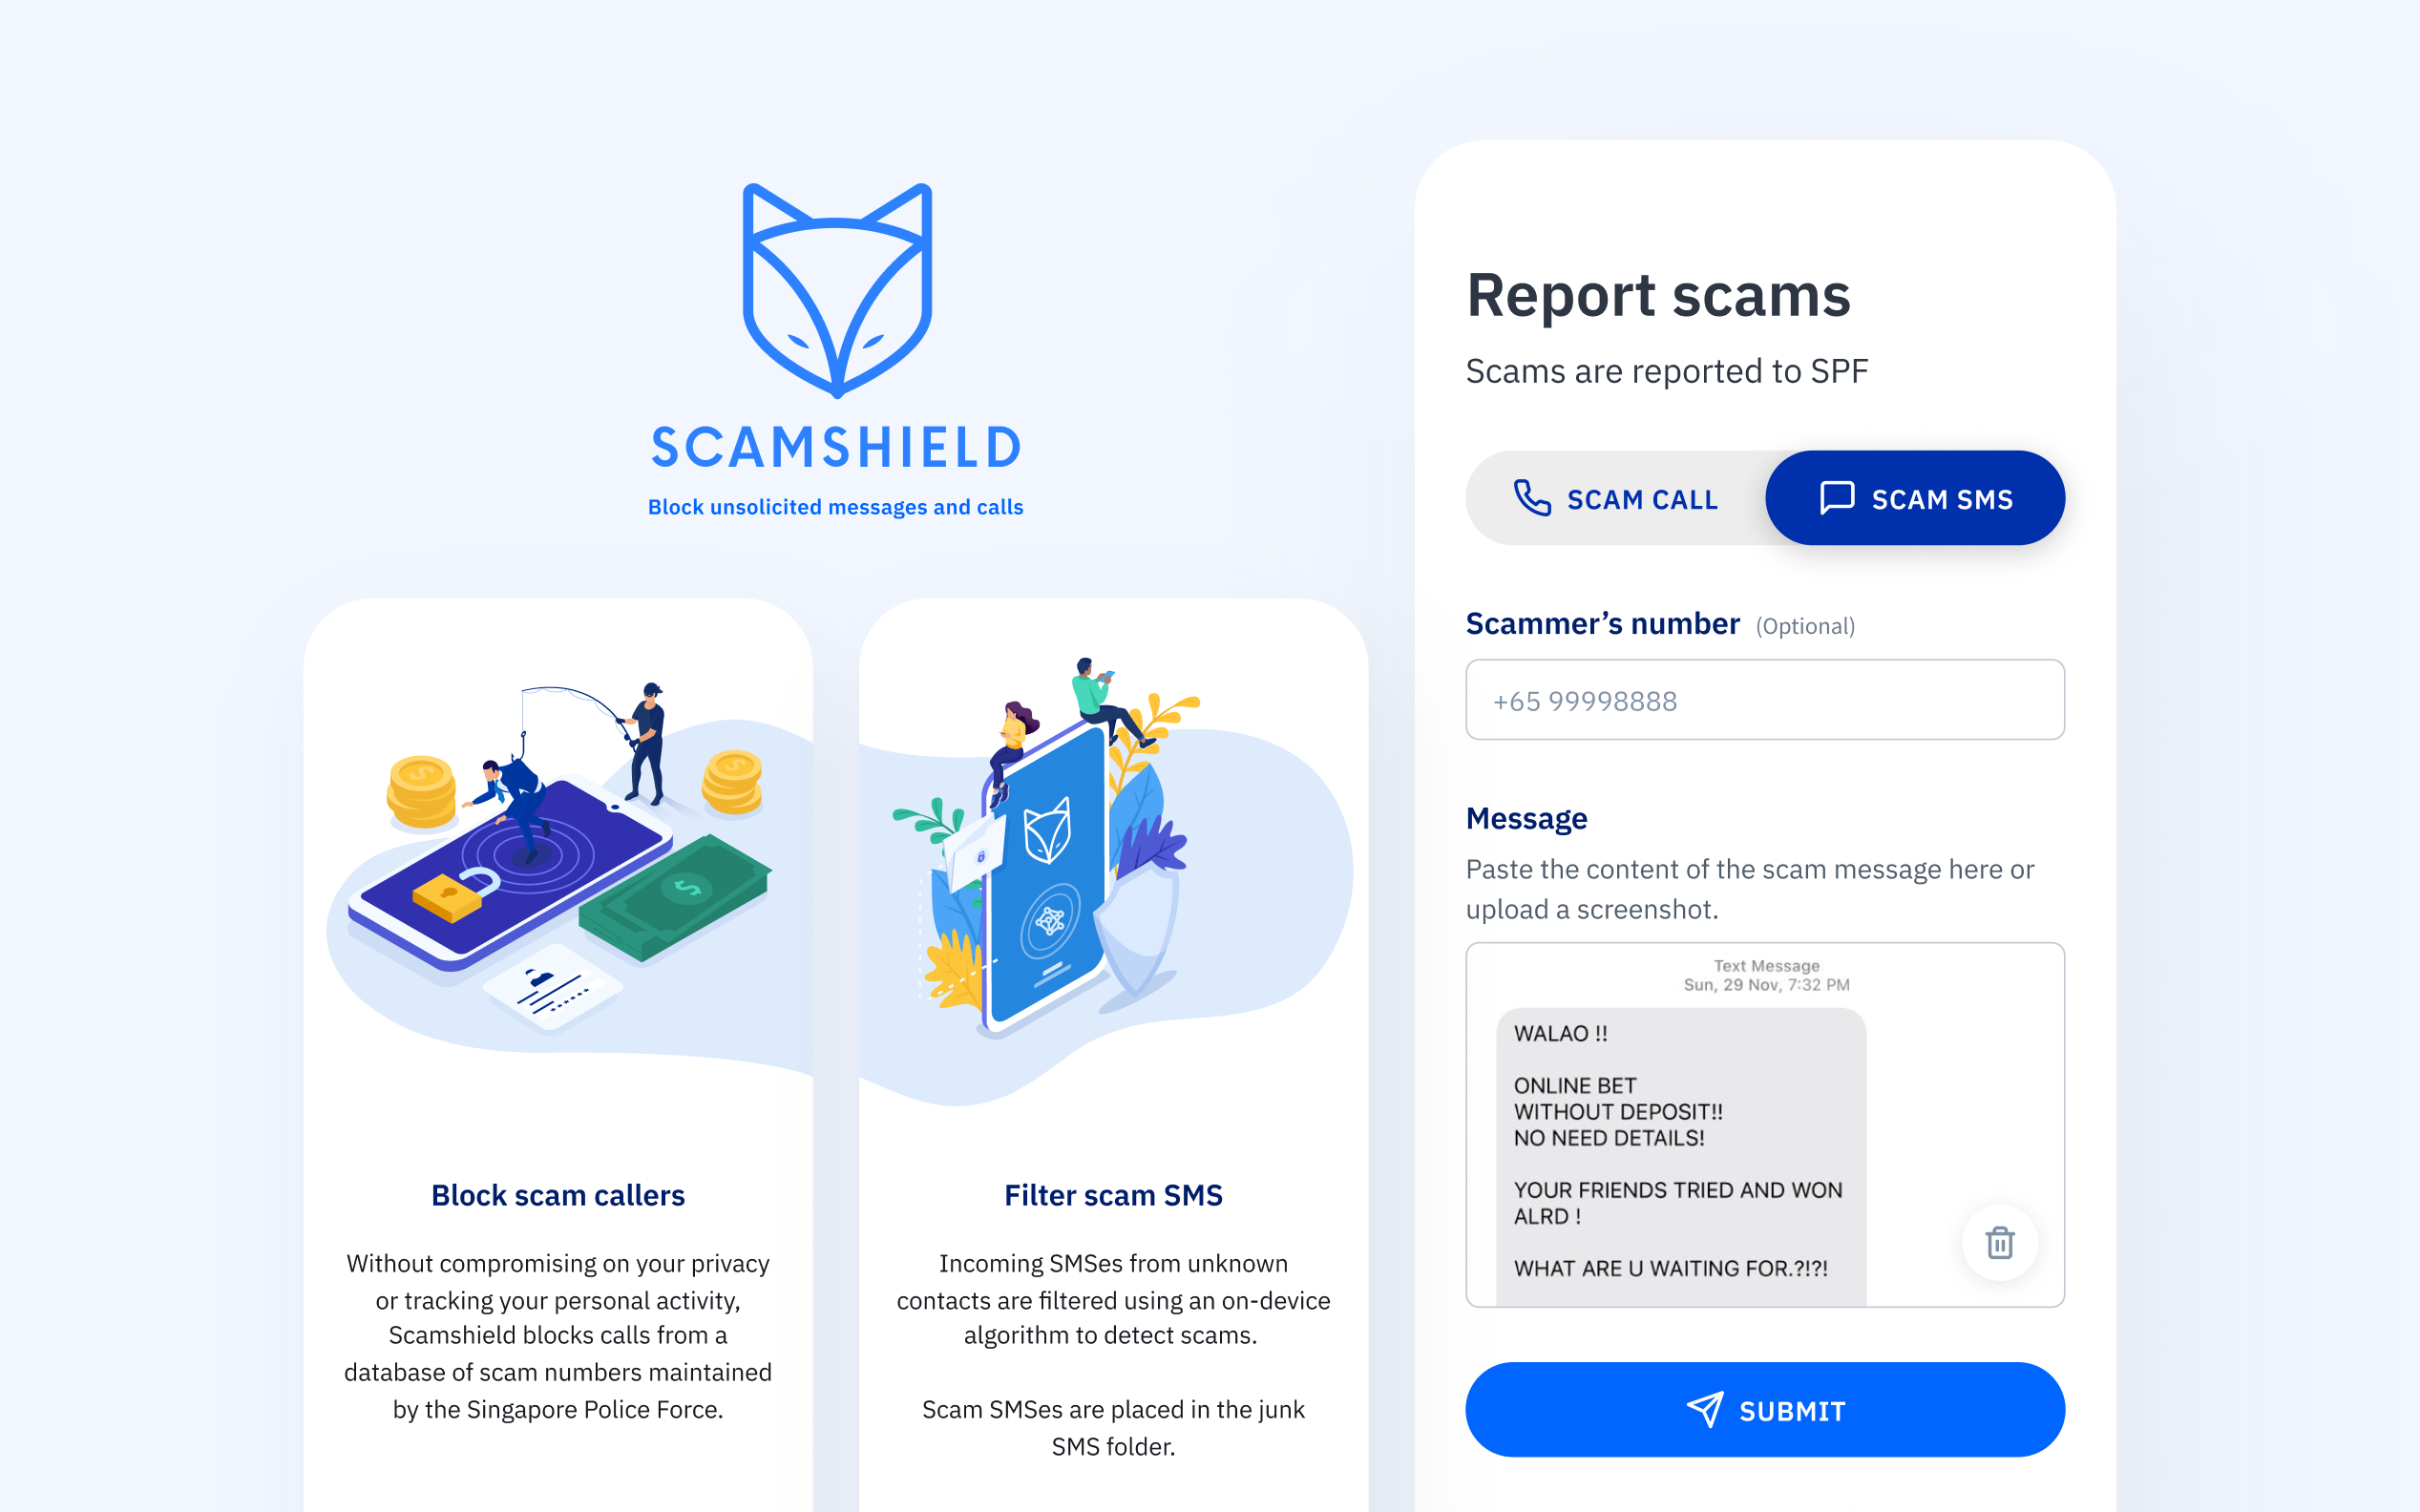 SCAMSHIELD
Block unsolicited messages and calls
Block scam callers
Without compromising on your privacy
or tracking your personal activity,
Scamshield blocks calls from a
database of scam numbers maintained
by the Singapore Police Force.
Filter scam SMS
Incoming SMSes from unknown
contacts are filtered using an on-device
algorithm to detect scams.
Scam SMSes are placed in the junk
SMS folder.
Report scams
Scams are reported to SPF
SCAM CALL
SCAM SMS
Scammer’s number (Optional)
+65 99998888
Message
Paste the content of the scam message here or
upload a screenshot.
Text Message
Sun, 29 Nov, 7:32 PM
WALAO !!
ONLINE BET
WITHOUT DEPOSIT!!
NO NEED DETAILS!
YOUR FRIENDS TRIED AND WON
ALRD !
WHAT ARE U WAITING FOR.?!?!
SUBMIT